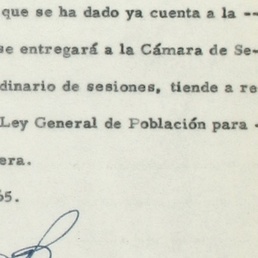 que se ha dado ya cuenta a la --
se entregará a la Cámara de Se-
dinario de sesiones, tiende a re
Ley General de Población para -
era.
65.